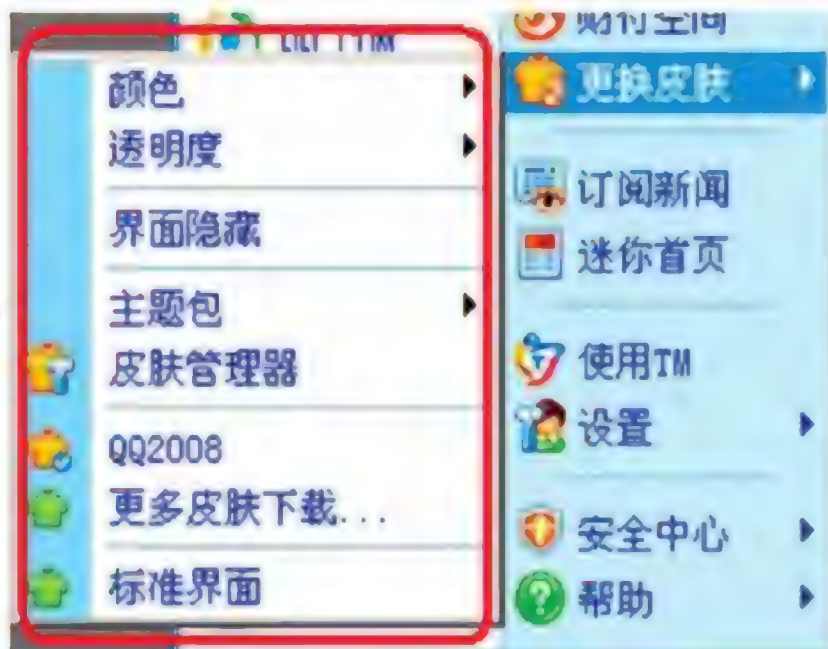 颜色
透明度
界面隐藏
主题包
皮肤管理器
QQ2008
更多皮肤下载...
标准界面
更换皮肤
订阅新闻
迷你首页
使用TM
设置
安全中心
帮助